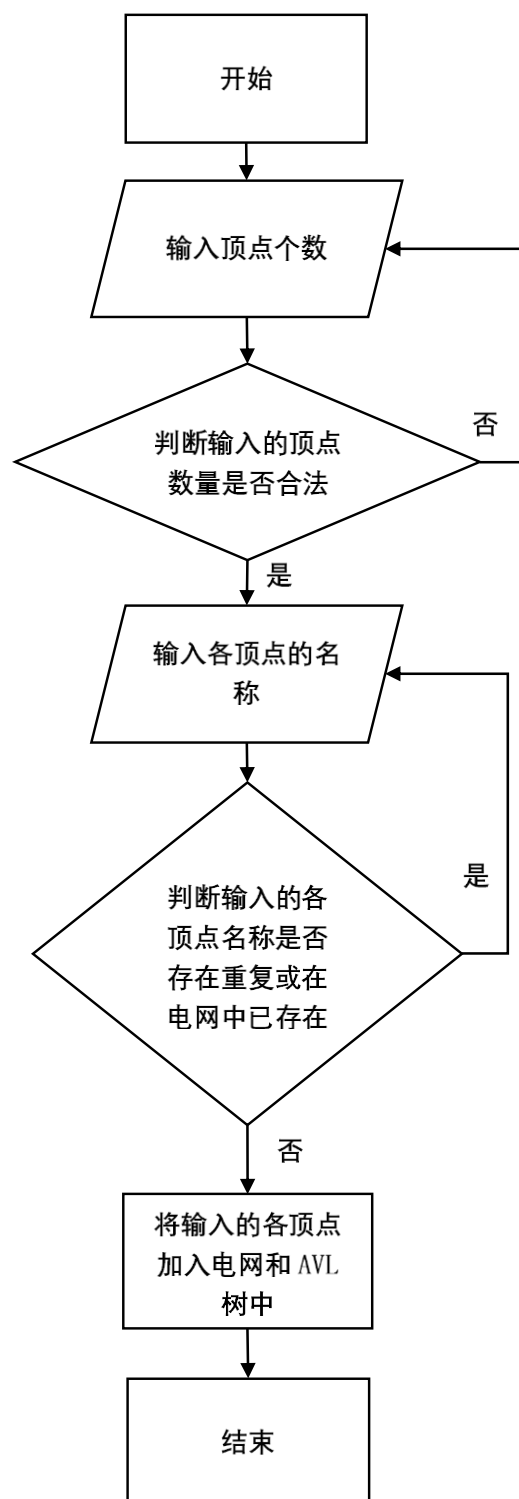 开始
输入顶点个数
判断输入的顶点
数量是否合法
否
是
输入各顶点的名
称
判断输入的各
顶点名称是否
存在重复或在
电网中已存在
是
否
将输入的各顶点
加入电网和 AVL
树中
结束